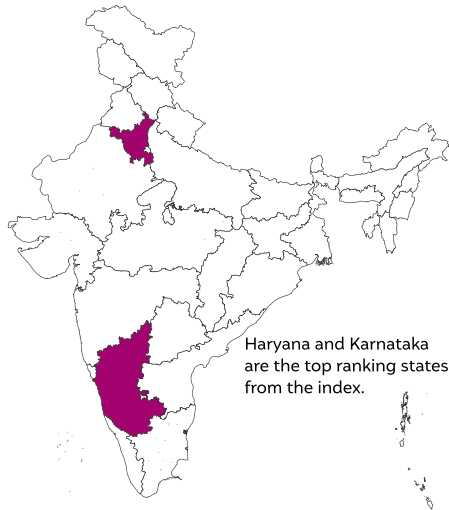 Haryana and Karnataka
are the top ranking states
from the index.